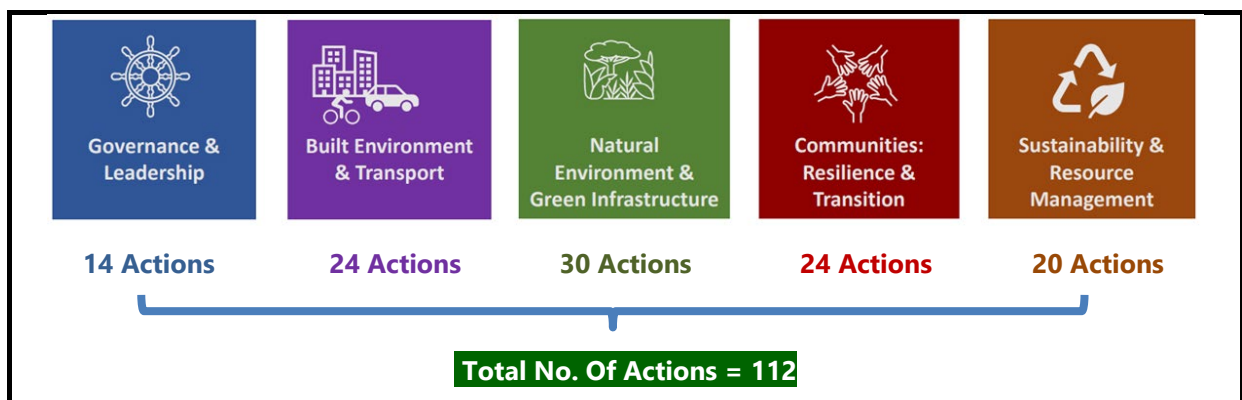 Governance &
Leadership
Built Environment
& Transport
Natural
Environment &
Green Infrastructure
Communities:
Resilience &
Transition
Sustainability &
Resource
Management
14 Actions
24 Actions
30 Actions
24 Actions
20 Actions
Total No. Of Actions = 112